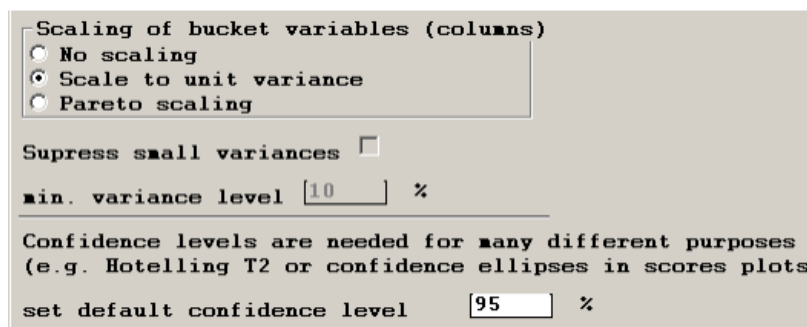 Scaling of bucket variables (columns)
No scaling
Scale to unit variance
Pareto scaling
Supress small variances
min. variance level 10 %
Confidence levels are needed for many different purposes
(e.g. Hotelling T2 or confidence ellipses in scores plots
set default confidence level 95 %